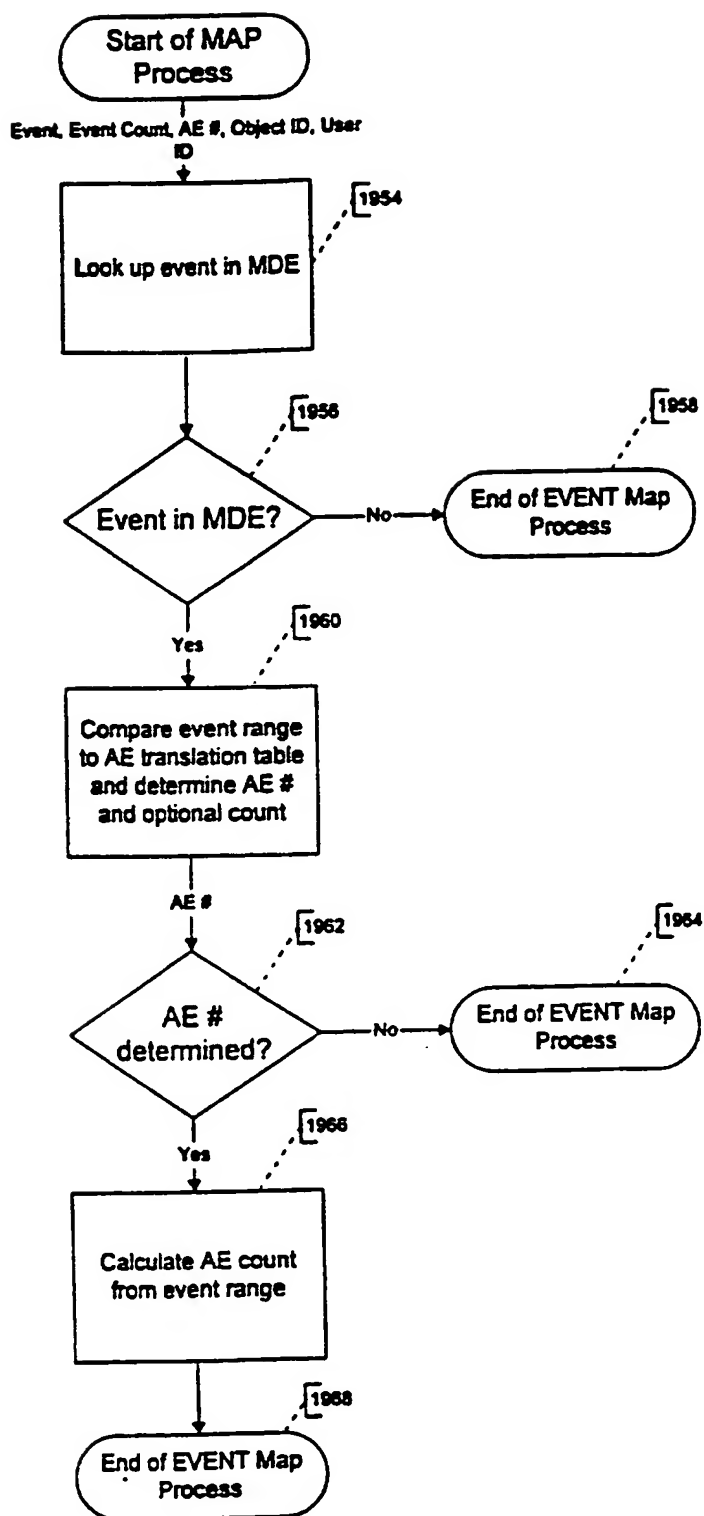 Start of MAP
Process
Event, Event Count, AE #, Object ID, User
ID
1954
Look up event in MDE
1956
1958
Event in MDE?
No
End of EVENT Map
Process
Yes
1960
Compare event range
to AE translation table
and determine AE #
and optional count
AE #
1962
1964
AE #
determined?
No
End of EVENT Map
Process
Yes
1966
Calculate AE count
from event range
1968
End of EVENT Map
Process